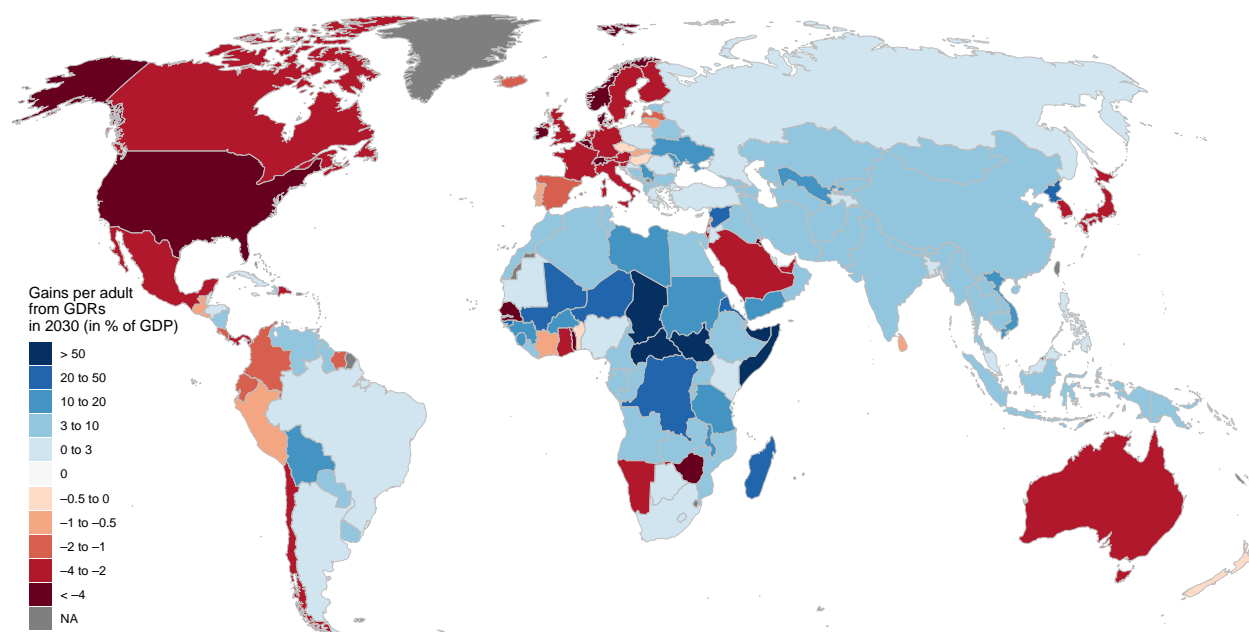 Gains per adult
from GDRs
in 2030 (in % of GDP)
> 50
20 to 50
10 to 20
3 to 10
0 to 3
0
–0.5 to 0
–1 to –0.5
–2 to –1
–4 to –2
< –4
NA